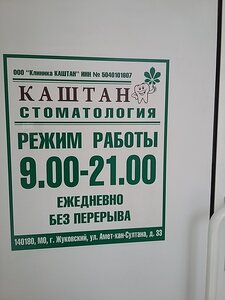 ООО "Клиника КАШТАН" ИНН № 5040101807
КАШТАН
СТОМАТОЛОГИЯ
РЕЖИМ РАБОТЫ
9.00-21.00
ЕЖЕДНЕВНО
БЕЗ ПЕРЕРЫВА
140180, МО, г. Жуковский, ул. Амет-хан-Султана, д. 33